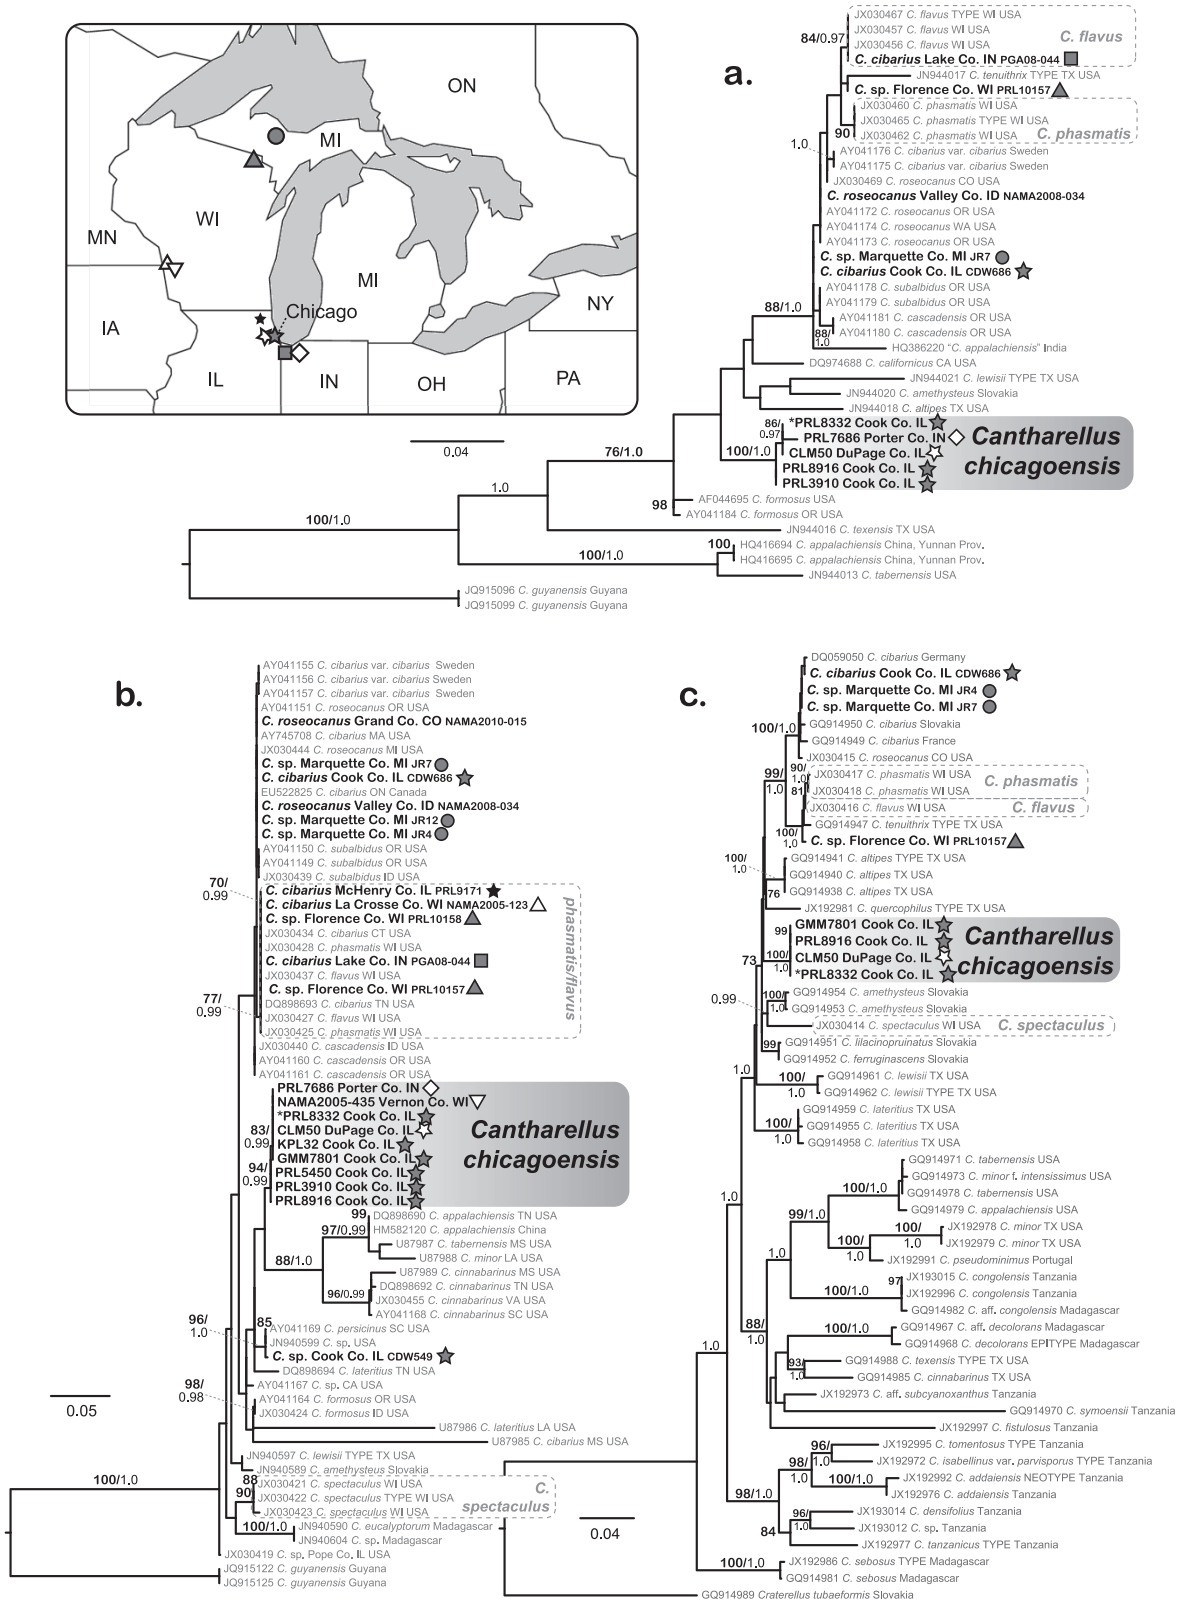 ON
MI
WI
MN
MI
Chicago
NY
IA
IL
IN
OH
PA
a.
84/0.97
JX030467 C. flavus TYPE WI USA
JX030457 C. flavus WI USA
JX030456 C. flavus WI USA
C. flavus
C. cibarius Lake Co. IN PGA08-044
JN944017 C. tenuithrix TYPE TX USA
C. sp. Florence Co. WI PRL10157
JX030460 C. phasmatis WI USA
JX030465 C. phasmatis TYPE WI USA
90
JX030462 C. phasmatis WI USA
C. phasmatis
1.0
AY041176 C. cibarius var. cibarius Sweden
AY041175 C. cibarius var. cibarius Sweden
JX030469 C. roseocanus CO USA
C. roseocanus Valley Co. ID NAMA2008-034
AY041172 C. roseocanus OR USA
AY041174 C. roseocanus WA USA
AY041173 C. roseocanus OR USA
C. sp. Marquette Co. MI JR7
C. cibarius Cook Co. IL CDW686
AY041178 C. subalbidus OR USA
88/1.0
AY041179 C. subalbidus OR USA
AY041181 C. cascadensis OR USA
88/
1.0
AY041180 C. cascadensis OR USA
HQ386220 "C. appalachiensis" India
DQ974688 C. californicus CA USA
JN944021 C. lewisii TYPE TX USA
JN944020 C. amethysteus Slovakia
JN944018 C. altipes TX USA
86/
0.97
*PRL8332 Cook Co. IL
PRL7686 Porter Co. IN
100/1.0
CLM50 DuPage Co. IL
PRL8916 Cook Co. IL
PRL3910 Cook Co. IL
Cantharellus
chicagoensis
0.04
76/1.0
98
AF044695 C. formosus USA
AY041184 C. formosus OR USA
1.0
JN944016 C. texensis TX USA
100/1.0
100
HQ416694 C. appalachiensis China, Yunnan Prov.
100/1.0
HQ416695 C. appalachiensis China, Yunnan Prov.
JN944013 C. tabernensis USA
JQ915096 C. guyanensis Guyana
JQ915099 C. guyanensis Guyana
b.
AY041155 C. cibarius var. cibarius Sweden
AY041156 C. cibarius var. cibarius Sweden
AY041157 C. cibarius var. cibarius Sweden
AY041151 C. roseocanus OR USA
C. roseocanus Grand Co. CO NAMA2010-015
AY745708 C. cibarius MA USA
JX030444 C. roseocanus MI USA
C. sp. Marquette Co. MI JR7
C. cibarius Cook Co. IL CDW686
EU522825 C. cibarius ON Canada
C. roseocanus Valley Co. ID NAMA2008-034
C. sp. Marquette Co. MI JR12
C. sp. Marquette Co. MI JR4
AY041150 C. subalbidus OR USA
AY041149 C. subalbidus OR USA
JX030439 C. subalbidus ID USA
70/
0.99
C. cibarius McHenry Co. IL PRL9171
C. cibarius La Crosse Co. WI NAMA2005-123
C. sp. Florence Co. WI PRL10158
JX030434 C. cibarius CT USA
JX030428 C. phasmatis WI USA
C. cibarius Lake Co. IN PGA08-044
JX030437 C. flavus WI USA
C. sp. Florence Co. WI PRL10157
DQ898693 C. cibarius TN USA
JX030427 C. flavus WI USA
JX030425 C. phasmatis WI USA
phasmatis/flavus
77/
0.99
JX030440 C. cascadensis ID USA
AY041160 C. cascadensis OR USA
AY041161 C. cascadensis OR USA
PRL7686 Porter Co. IN
NAMA2005-435 Vernon Co. WI
*PRL8332 Cook Co. IL
CLM50 DuPage Co. IL
83/
0.99
KPL32 Cook Co. IL
GMM7801 Cook Co. IL
94/
0.99
PRL5450 Cook Co. IL
PRL3910 Cook Co. IL
PRL8916 Cook Co. IL
Cantharellus
chicagoensis
99
DQ898690 C. appalachiensis TN USA
97/0.99
HM582120 C. appalachiensis China
U87987 C. tabernensis MS USA
U87988 C. minor LA USA
88/1.0
U87989 C. cinnabarinus MS USA
DQ898692 C. cinnabarinus TN USA
96/0.99
JX030455 C. cinnabarinus VA USA
AY041168 C. cinnabarinus SC USA
96/
1.0
85
AY041169 C. persicinus SC USA
JN940599 C. sp. USA
C. sp. Cook Co. IL CDW549
DQ898694 C. lateritius TN USA
AY041167 C. sp. CA USA
98/
0.98
AY041164 C. formosus OR USA
JX030424 C. formosus ID USA
0.05
U87986 C. lateritius LA USA
U87985 C. cibarius MS USA
JN940597 C. lewisii TYPE TX USA
JN940589 C. amethysteus Slovakia
100/1.0
88
JX030421 C. spectaculus WI USA
90
JX030422 C. spectaculus TYPE WI USA
JX030423 C. spectaculus WI USA
C.
spectaculus
100/1.0
JN940590 C. eucalyptorum Madagascar
JN940604 C. sp. Madagascar
JX030419 C. sp. Pope Co. IL USA
JQ915122 C. guyanensis Guyana
JQ915125 C. guyanensis Guyana
c.
DQ059050 C. cibarius Germany
C. cibarius Cook Co. IL CDW686
C. sp. Marquette Co. MI JR4
C. sp. Marquette Co. MI JR7
100/1.0
GQ914950 C. cibarius Slovakia
GQ914949 C. cibarius France
JX030415 C. roseocanus CO USA
99/
1.0
90/
1.0
JX030417 C. phasmatis WI USA
81
JX030418 C. phasmatis WI USA
C. phasmatis
JX030416 C. flavus WI USA
C. flavus
GQ914947 C. tenuithrix TYPE TX USA
100/
1.0
C. sp. Florence Co. WI PRL10157
100/
1.0
GQ914941 C. altipes TYPE TX USA
GQ914940 C. altipes TX USA
76
GQ914938 C. altipes TX USA
JX192981 C. quercophilus TYPE TX USA
99
GMM7801 Cook Co. IL
PRL8916 Cook Co. IL
73
100/
1.0
CLM50 DuPage Co. IL
*PRL8332 Cook Co. IL
Cantharellus
chicagoensis
0.99
100/
1.0
GQ914954 C. amethysteus Slovakia
GQ914953 C. amethysteus Slovakia
JX030414 C. spectaculus WI USA
C. spectaculus
99
GQ914951 C. lilacinopruinatus Slovakia
GQ914952 C. ferruginascens Slovakia
1.0
100/
1.0
GQ914961 C. lewisii TX USA
GQ914962 C. lewisii TYPE TX USA
GQ914959 C. lateritius TX USA
100/
1.0
GQ914955 C. lateritius TX USA
GQ914958 C. lateritius TX USA
1.0
GQ914971 C. tabernensis USA
GQ914973 C. minor f. intensissimus USA
100/1.0
GQ914978 C. tabernensis USA
GQ914979 C. appalachiensis USA
99/1.0
100/
1.0
JX192978 C. minor TX USA
JX192979 C. minor TX USA
100/
1.0
JX192991 C. pseudominimus Portugal
1.0
97
JX193015 C. congolensis Tanzania
100/1.0
JX192996 C. congolensis Tanzania
GQ914982 C. aff. congolensis Madagascar
88/
1.0
100/1.0
GQ914967 C. aff. decolorans Madagascar
GQ914968 C. decolorans EPITYPE Madagascar
1.0
93/
1.0
GQ914988 C. texensis TYPE TX USA
GQ914985 C. cinnabarinus TX USA
JX192973 C. aff. subcyanoxanthus Tanzania
GQ914970 C. symoensii Tanzania
JX192997 C. fistulosus Tanzania
96/
1.0
JX192995 C. tomentosus TYPE Tanzania
JX192972 C. isabellinus var. parvisporus TYPE Tanzania
98/
1.0
100/1.0
JX192992 C. addaiensis NEOTYPE Tanzania
JX192976 C. addaiensis Tanzania
98/1.0
96/
1.0
JX193014 C. densifolius Tanzania
JX193012 C. sp. Tanzania
84
JX192977 C. tanzanicus TYPE Tanzania
0.04
100/1.0
JX192986 C. sebosus TYPE Madagascar
GQ914981 C. sebosus Madagascar
GQ914989 Craterellus tubaeformis Slovakia